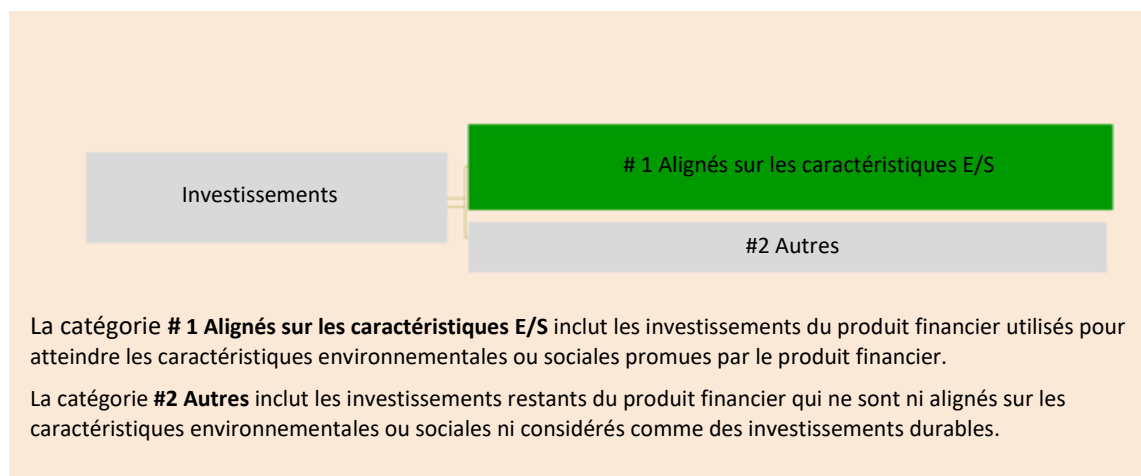 # 1 Alignés sur les caractéristiques E/S
Investissements
#2 Autres
La catégorie # 1 Alignés sur les caractéristiques E/S inclut les investissements du produit financier utilisés pour
atteindre les caractéristiques environnementales ou sociales promues par le produit financier.
La catégorie #2 Autres inclut les investissements restants du produit financier qui ne sont ni alignés sur les
caractéristiques environnementales ou sociales ni considérés comme des investissements durables.